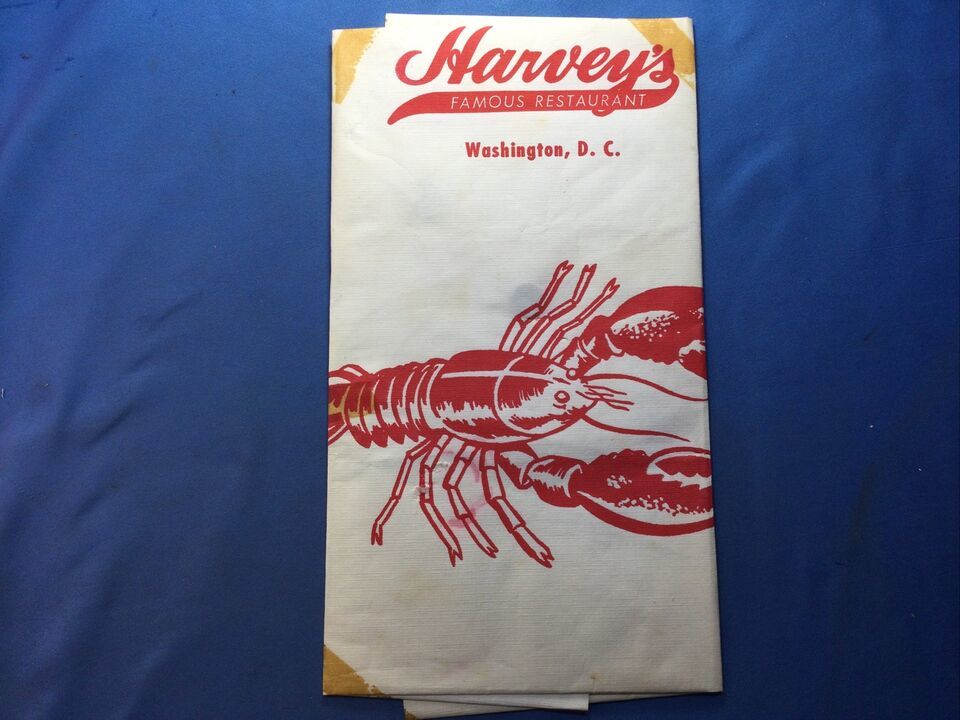 Harvey's
FAMOUS RESTAURANT
Washington, D. C.